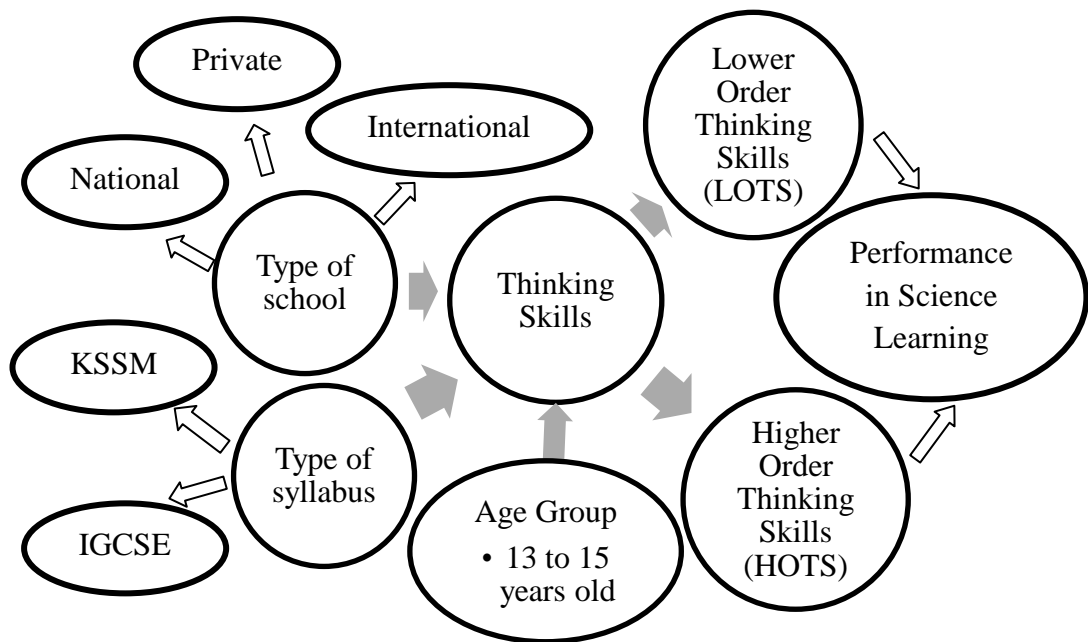 Private
International
National
Type of
school
KSSM
Type of
syllabus
IGCSE
Thinking
Skills
Age Group
• 13 to 15
years old
Lower
Order
Thinking
Skills
(LOTS)
Higher
Order
Thinking
Skills
(HOTS)
Performance
in Science
Learning